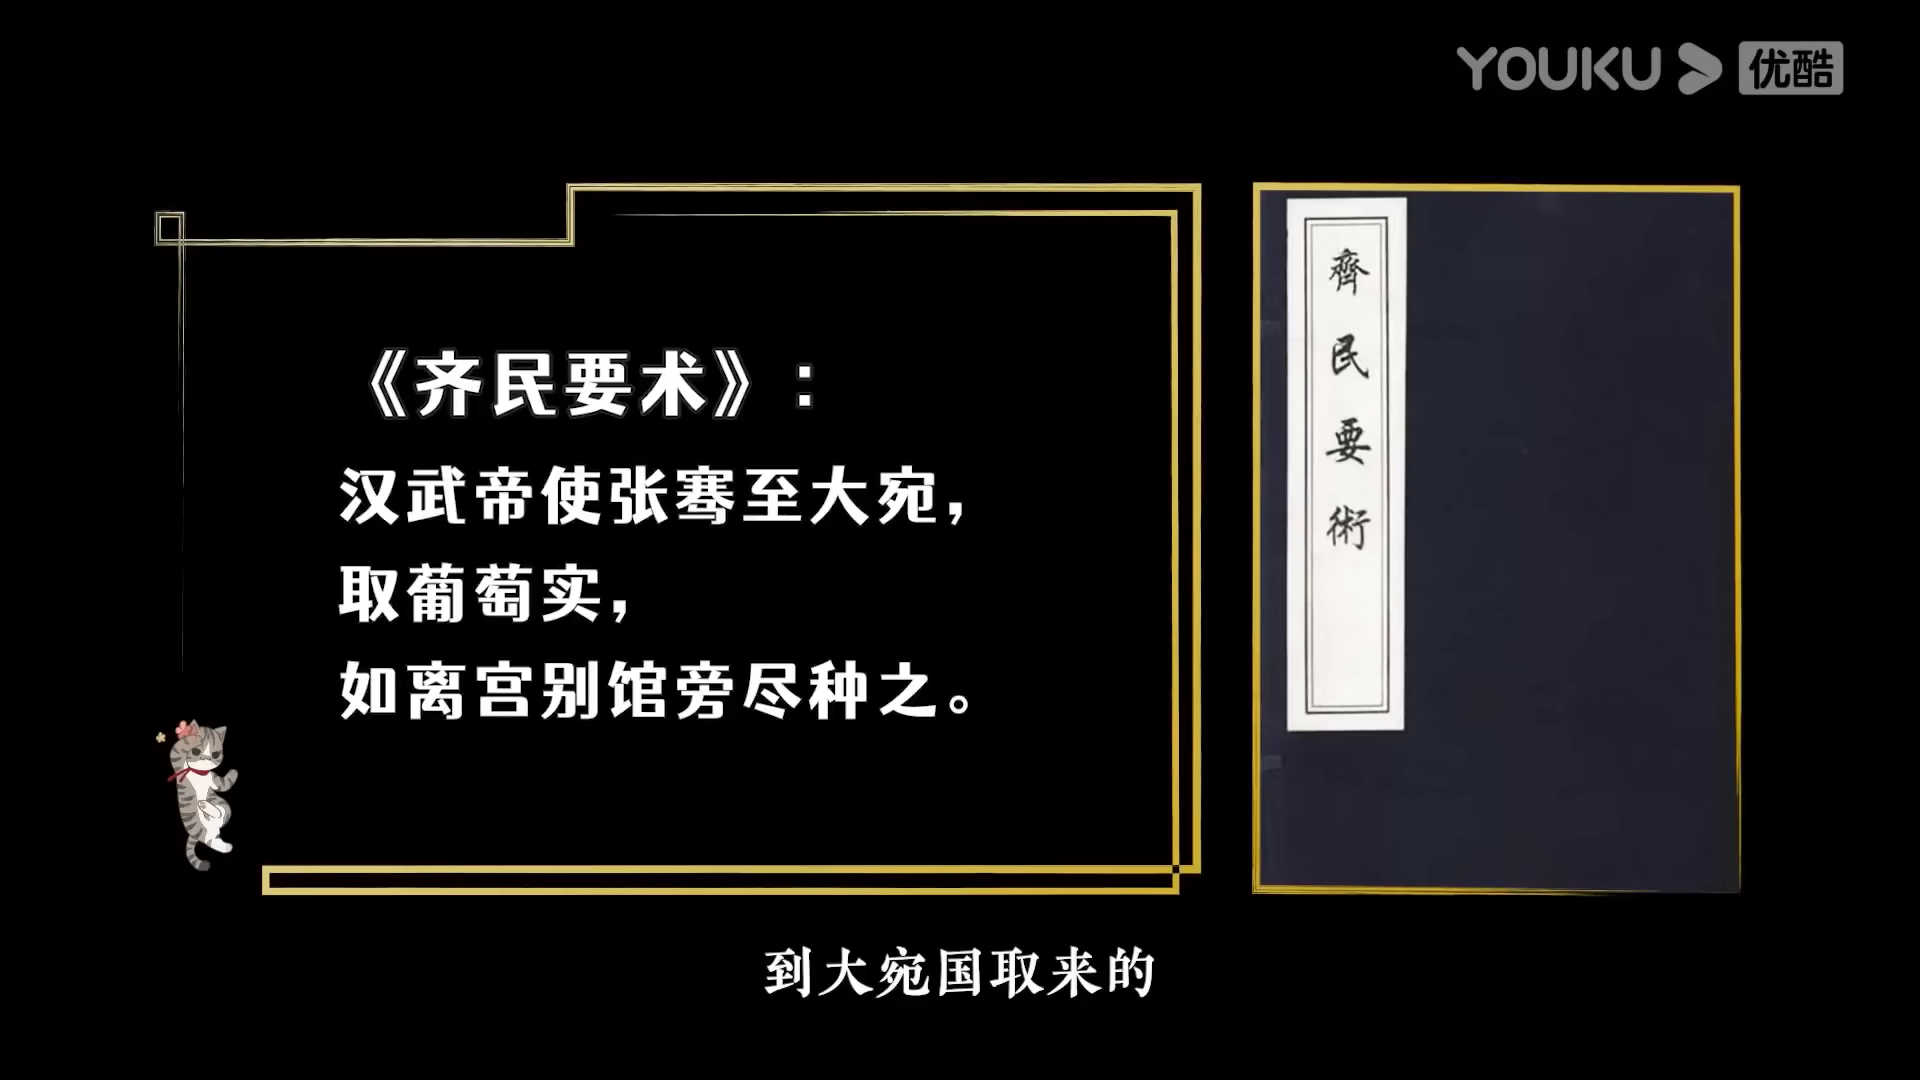 YOUKU 优酷
《齐民要术》：
汉武帝使张骞至大宛，
取葡萄实，
如离宫别馆旁尽种之。
齊民要術
到大宛国取来的